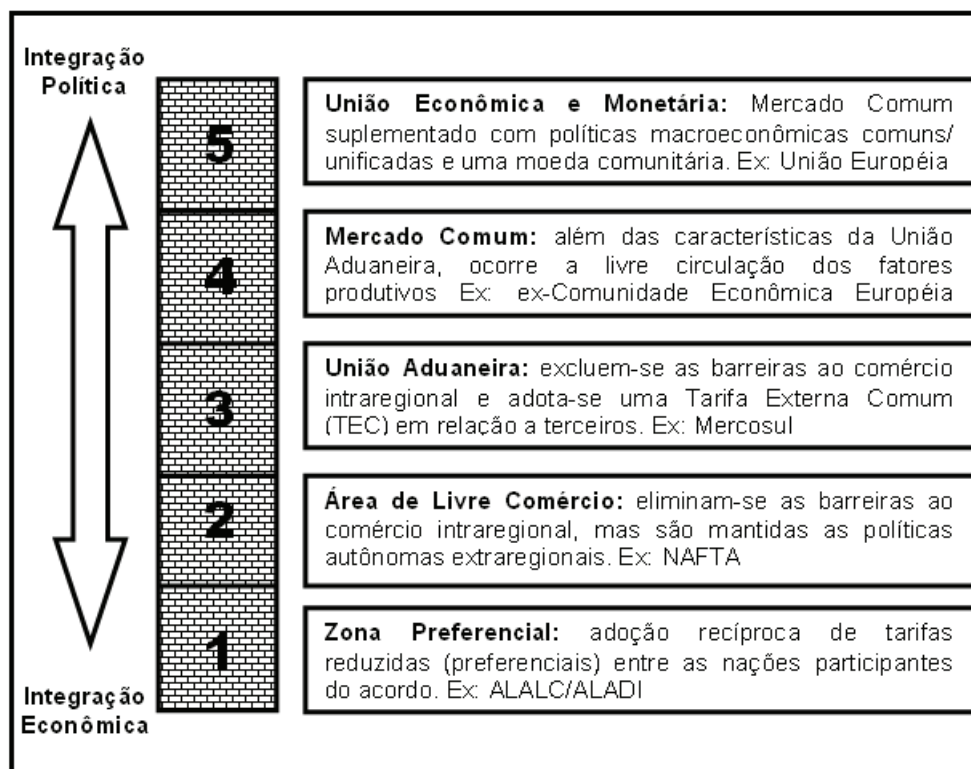 Integração
Política
5
União Econômica e Monetária: Mercado Comum
suplementado com políticas macroeconômicas comuns/
unificadas e uma moeda comunitária. Ex: União Européia
4
Mercado Comum: além das características da União
Aduaneira, ocorre a livre circulação dos fatores
produtivos Ex: ex-Comunidade Econômica Européia
3
União Aduaneira: excluem-se as barreiras ao comércio
intraregional e adota-se uma Tarifa Externa Comum
(TEC) em relação a terceiros. Ex: Mercosul
2
Área de Livre Comércio: eliminam-se as barreiras ao
comércio intraregional, mas são mantidas as políticas
autônomas extraregionais. Ex: NAFTA
1
Zona Preferencial: adoção recíproca de tarifas
reduzidas (preferenciais) entre as nações participantes
do acordo. Ex: ALALC/ALADI
Integração
Econômica